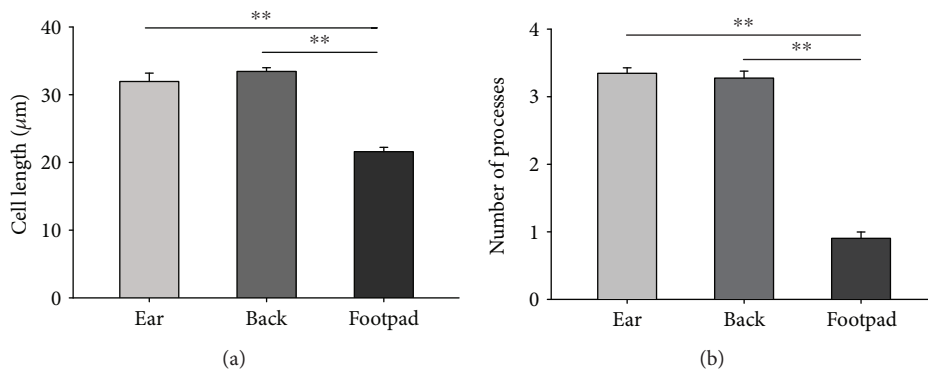 40
30
20
10
0
Cell length (μm)
**
**
Ear Back Footpad
(a)
4
3
2
1
0
Number of processes
**
**
Ear Back Footpad
(b)